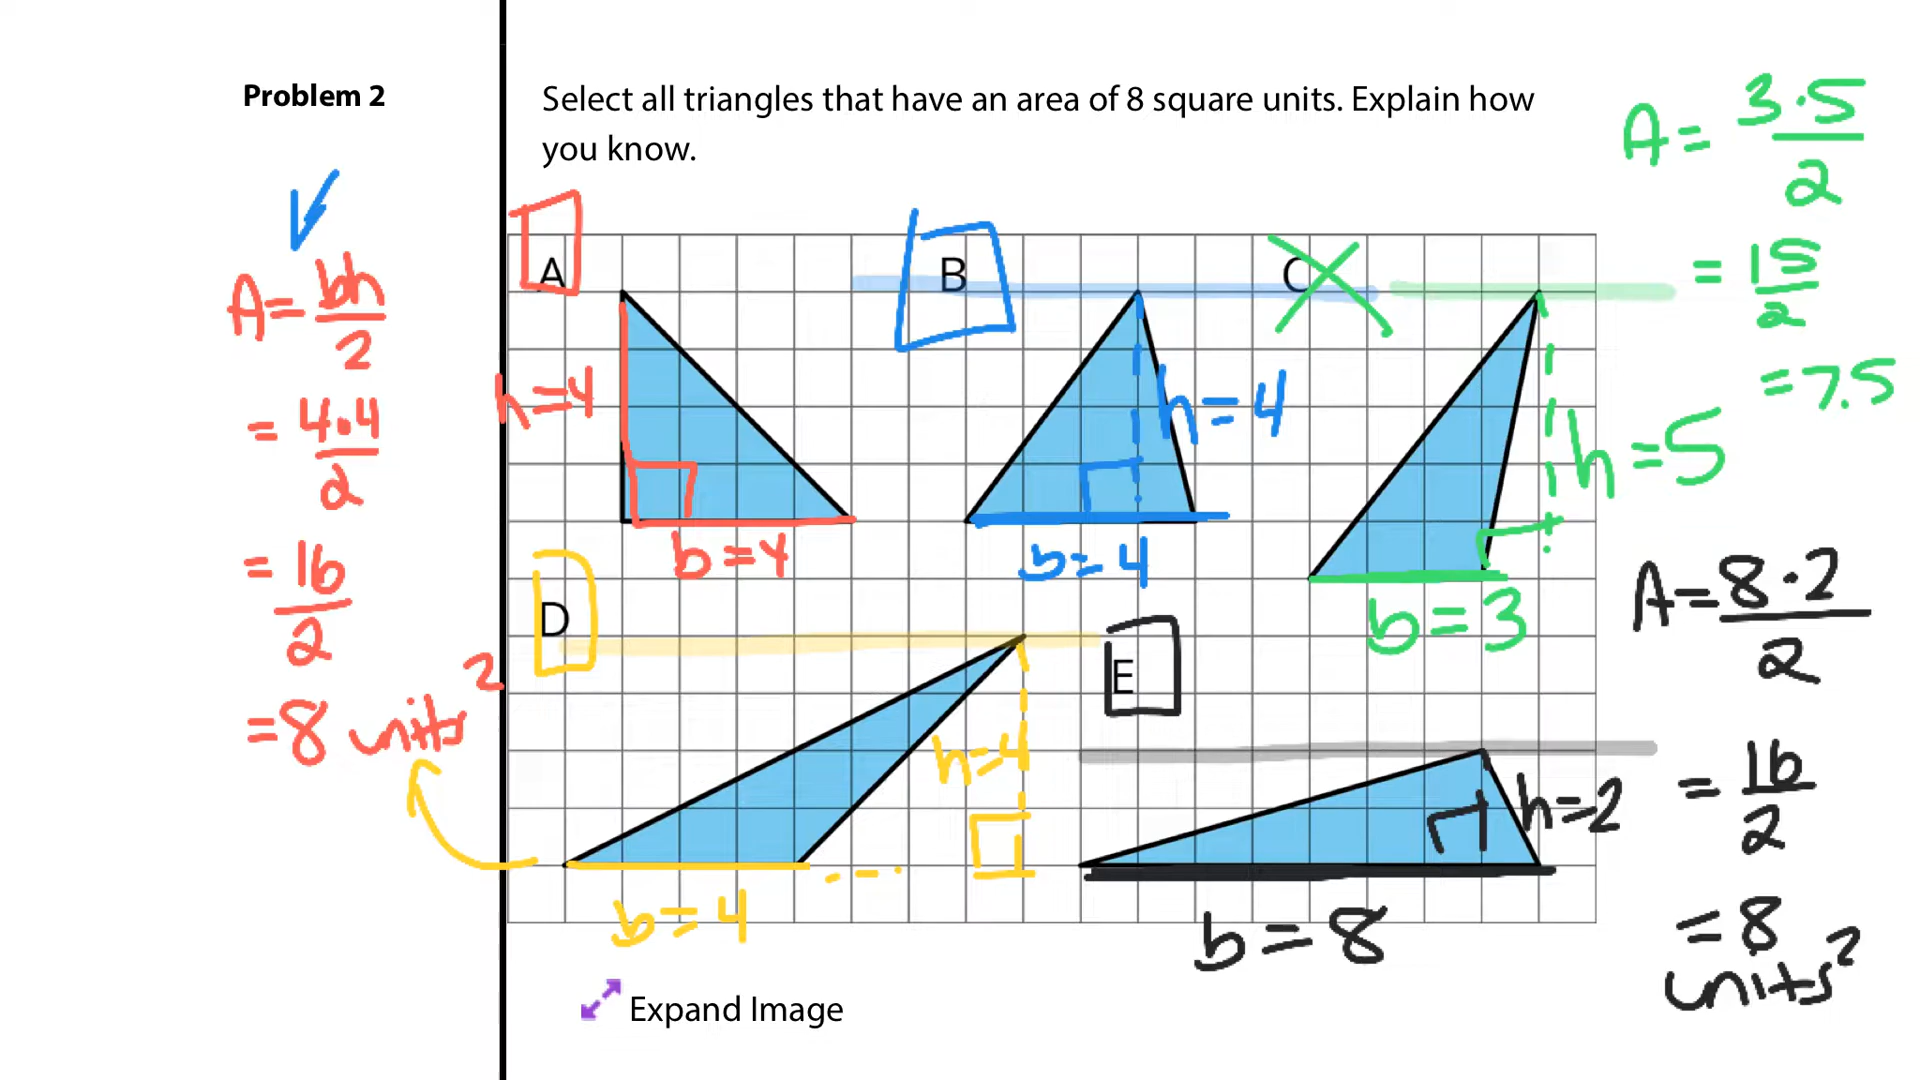 Problem 2
Select all triangles that have an area of 8 square units. Explain how
you know.
A = bh/2
= 4·4/2
= 16/2
= 8 units²
A
h=4
b=4
B
h=4
b=4
C
h=5
b=3
A = 3·5/2
= 15/2
= 7.5
D
h=4
b=4
E
h=2
b=8
A = 8·2/2
= 16/2
= 8
units²
Expand Image